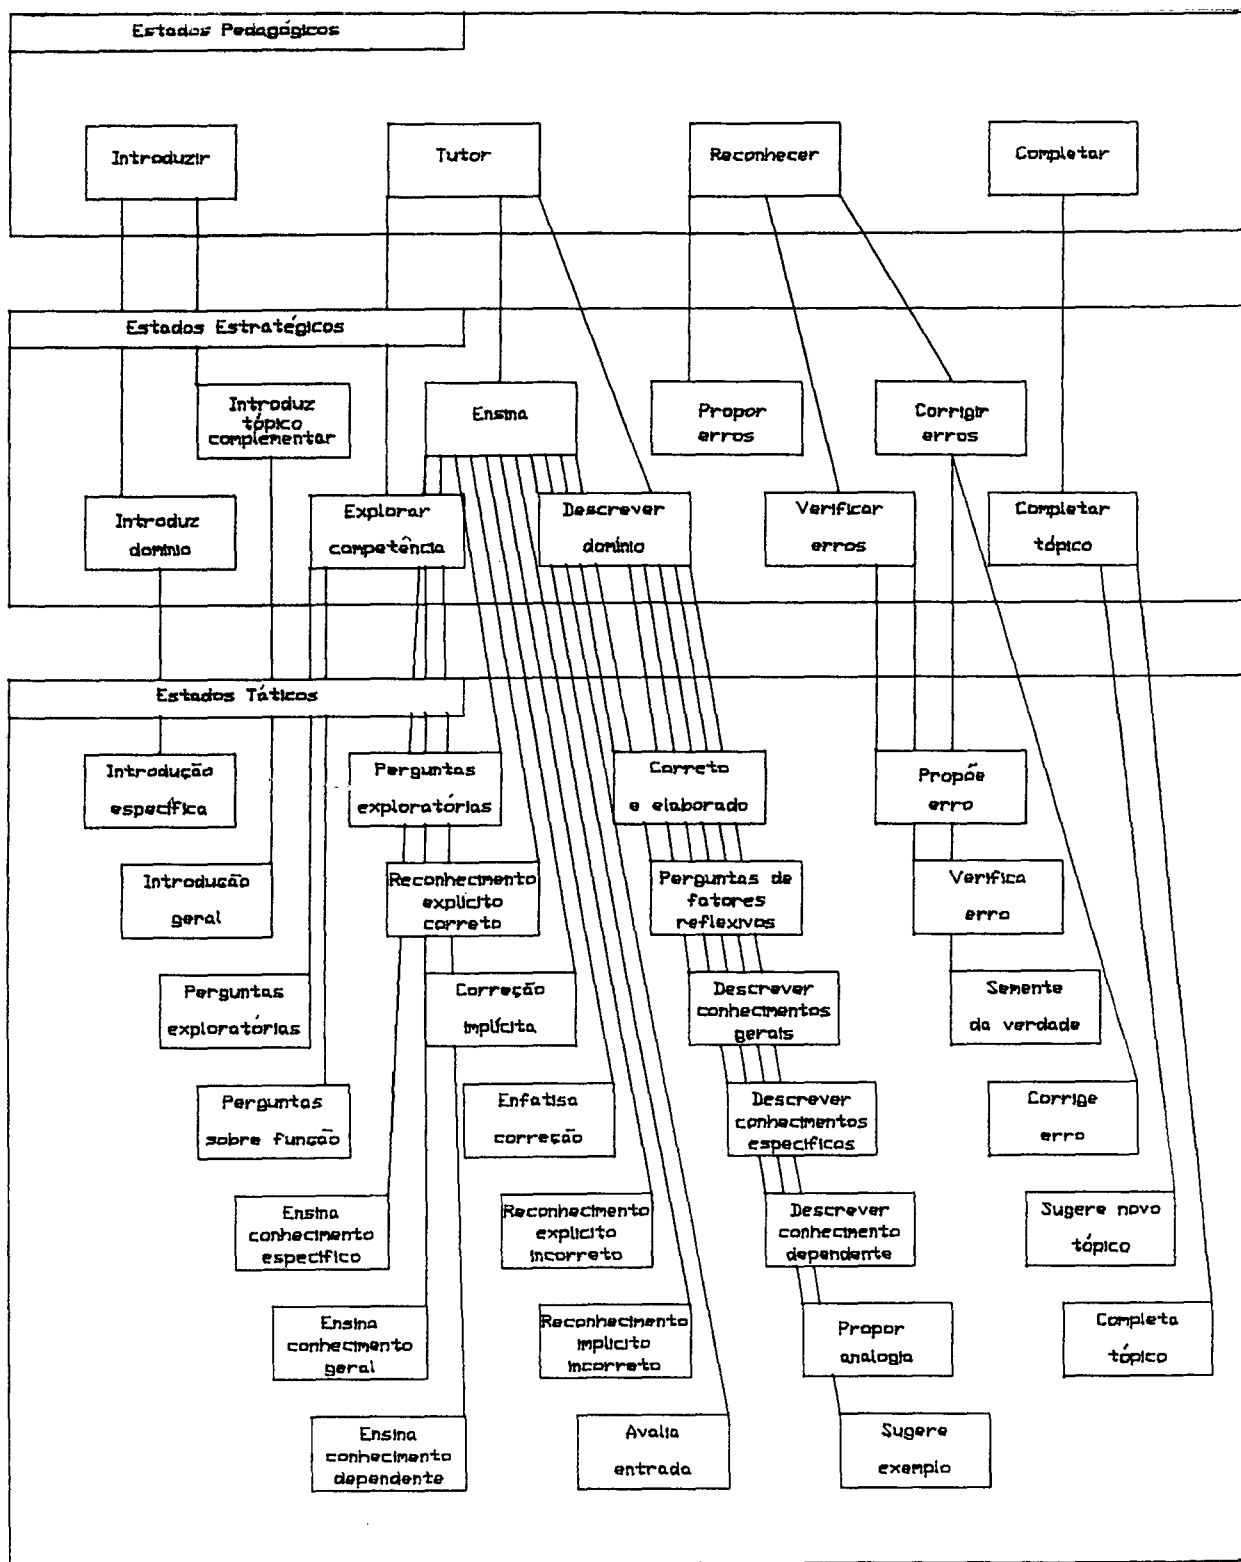 Estados Pedagógicos
Introduzir
Tutor
Reconhecer
Completar
Estados Estratégicos
Introduz
tópico
complementar
Ensina
Propor
erros
Corrigir
erros
Introduz
domínio
Explorar
competência
Descrever
domínio
Verificar
erros
Completar
tópico
Estados Táticos
Introdução
específica
Perguntas
exploratórias
Correto
e elaborado
Propõe
erro
Introdução
geral
Reconhecimento
explícito
correto
Perguntas de
fatores
reflexivos
Verifica
erro
Perguntas
exploratórias
Correção
implícita
Descrever
conhecimentos
gerais
Semente
da verdade
Perguntas
sobre função
Enfatisa
correção
Descrever
conhecimentos
específicos
Corrige
erro
Ensina
conhecimento
específico
Reconhecimento
explicito
incorreto
Descrever
conhecimento
dependente
Sugere novo
tópico
Ensina
conhecimento
geral
Reconhecimento
implicito
incorreto
Propor
analogia
Completa
tópico
Ensina
conhecimento
dependente
Avalia
entrada
Sugere
exemplo